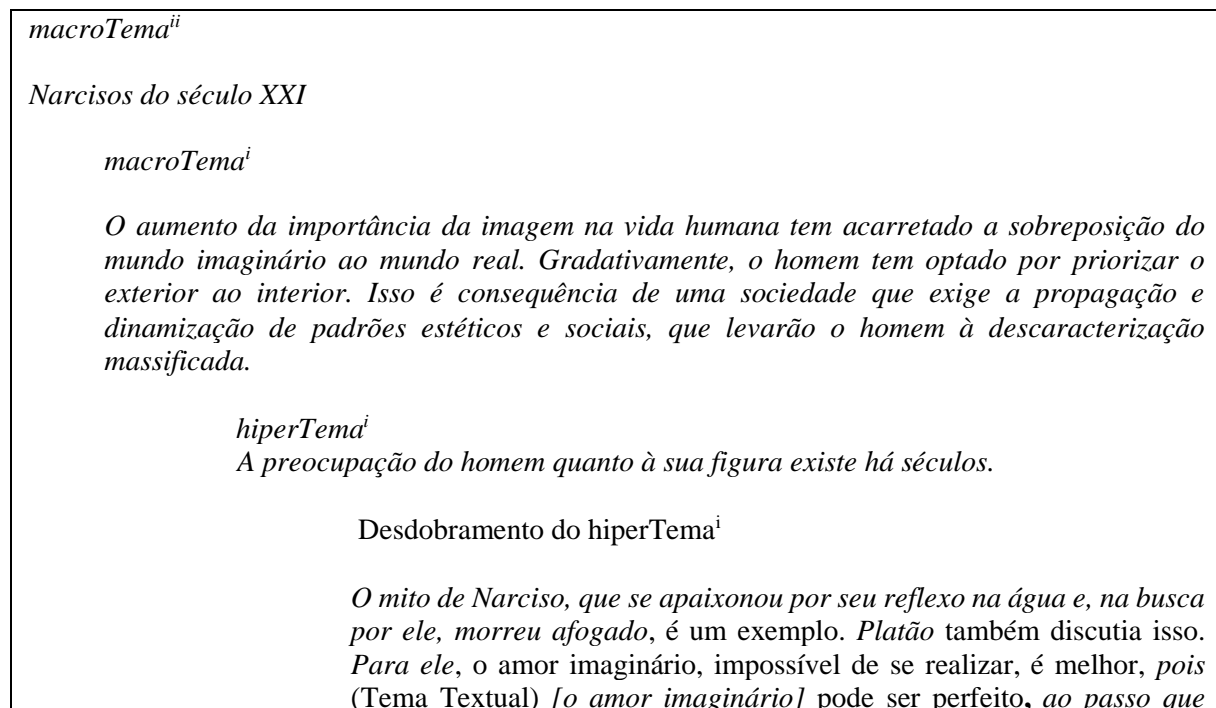 macroTemaii
Narcisos do século XXI
macroTemai
O aumento da importância da imagem na vida humana tem acarretado a sobreposição do
mundo imaginário ao mundo real. Gradativamente, o homem tem optado por priorizar o
exterior ao interior. Isso é consequência de uma sociedade que exige a propagação e
dinamização de padrões estéticos e sociais, que levarão o homem à descaracterização
massificada.
hiperTemai
A preocupação do homem quanto à sua figura existe há séculos.
Desdobramento do hiperTemai
O mito de Narciso, que se apaixonou por seu reflexo na água e, na busca
por ele, morreu afogado, é um exemplo. Platão também discutia isso.
Para ele, o amor imaginário, impossível de se realizar, é melhor, pois
(Tema Textual) [o amor imaginário] pode ser perfeito, ao passo que